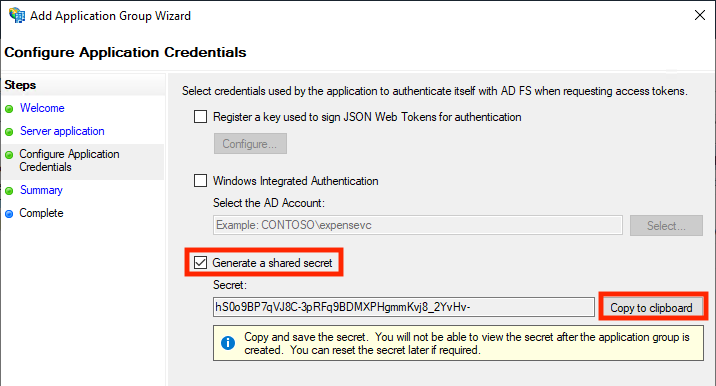 Add Application Group Wizard
Configure Application Credentials
Steps
Welcome
Server application
Configure Application
Credentials
Summary
Complete
Select credentials used by the application to authenticate itself with AD FS when requesting access tokens.
Register a key used to sign JSON Web Tokens for authentication
Configure...
Windows Integrated Authentication
Select the AD Account:
Example: CONTOSO\expensevc
Select...
Generate a shared secret
Secret:
hS0o9BP7qVJ8C-3pRFq9BDMXPHgmmKvj8_2YvHv-
Copy to clipboard
Copy and save the secret. You will not be able to view the secret after the application group is
created. You can reset the secret later if required.